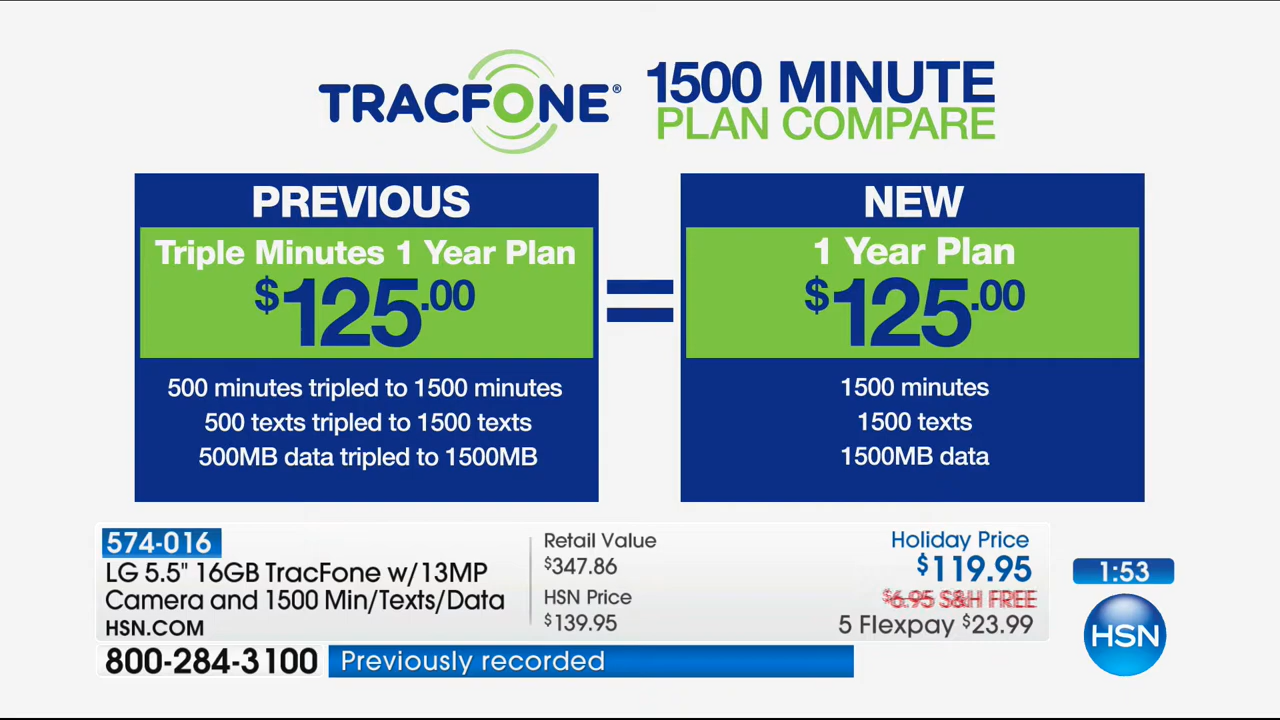 TRACFONE® 1500 MINUTE
PLAN COMPARE
PREVIOUS
Triple Minutes 1 Year Plan
$125.00
500 minutes tripled to 1500 minutes
500 texts tripled to 1500 texts
500MB data tripled to 1500MB
=
NEW
1 Year Plan
$125.00
1500 minutes
1500 texts
1500MB data
574-016
LG 5.5" 16GB TracFone w/13MP
Camera and 1500 Min/Texts/Data
HSN.COM
Retail Value
$347.86
HSN Price
$139.95
Holiday Price
$119.95
$6.95 S&H FREE
5 Flexpay $23.99
1:53
HSN
800-284-3100
Previously recorded